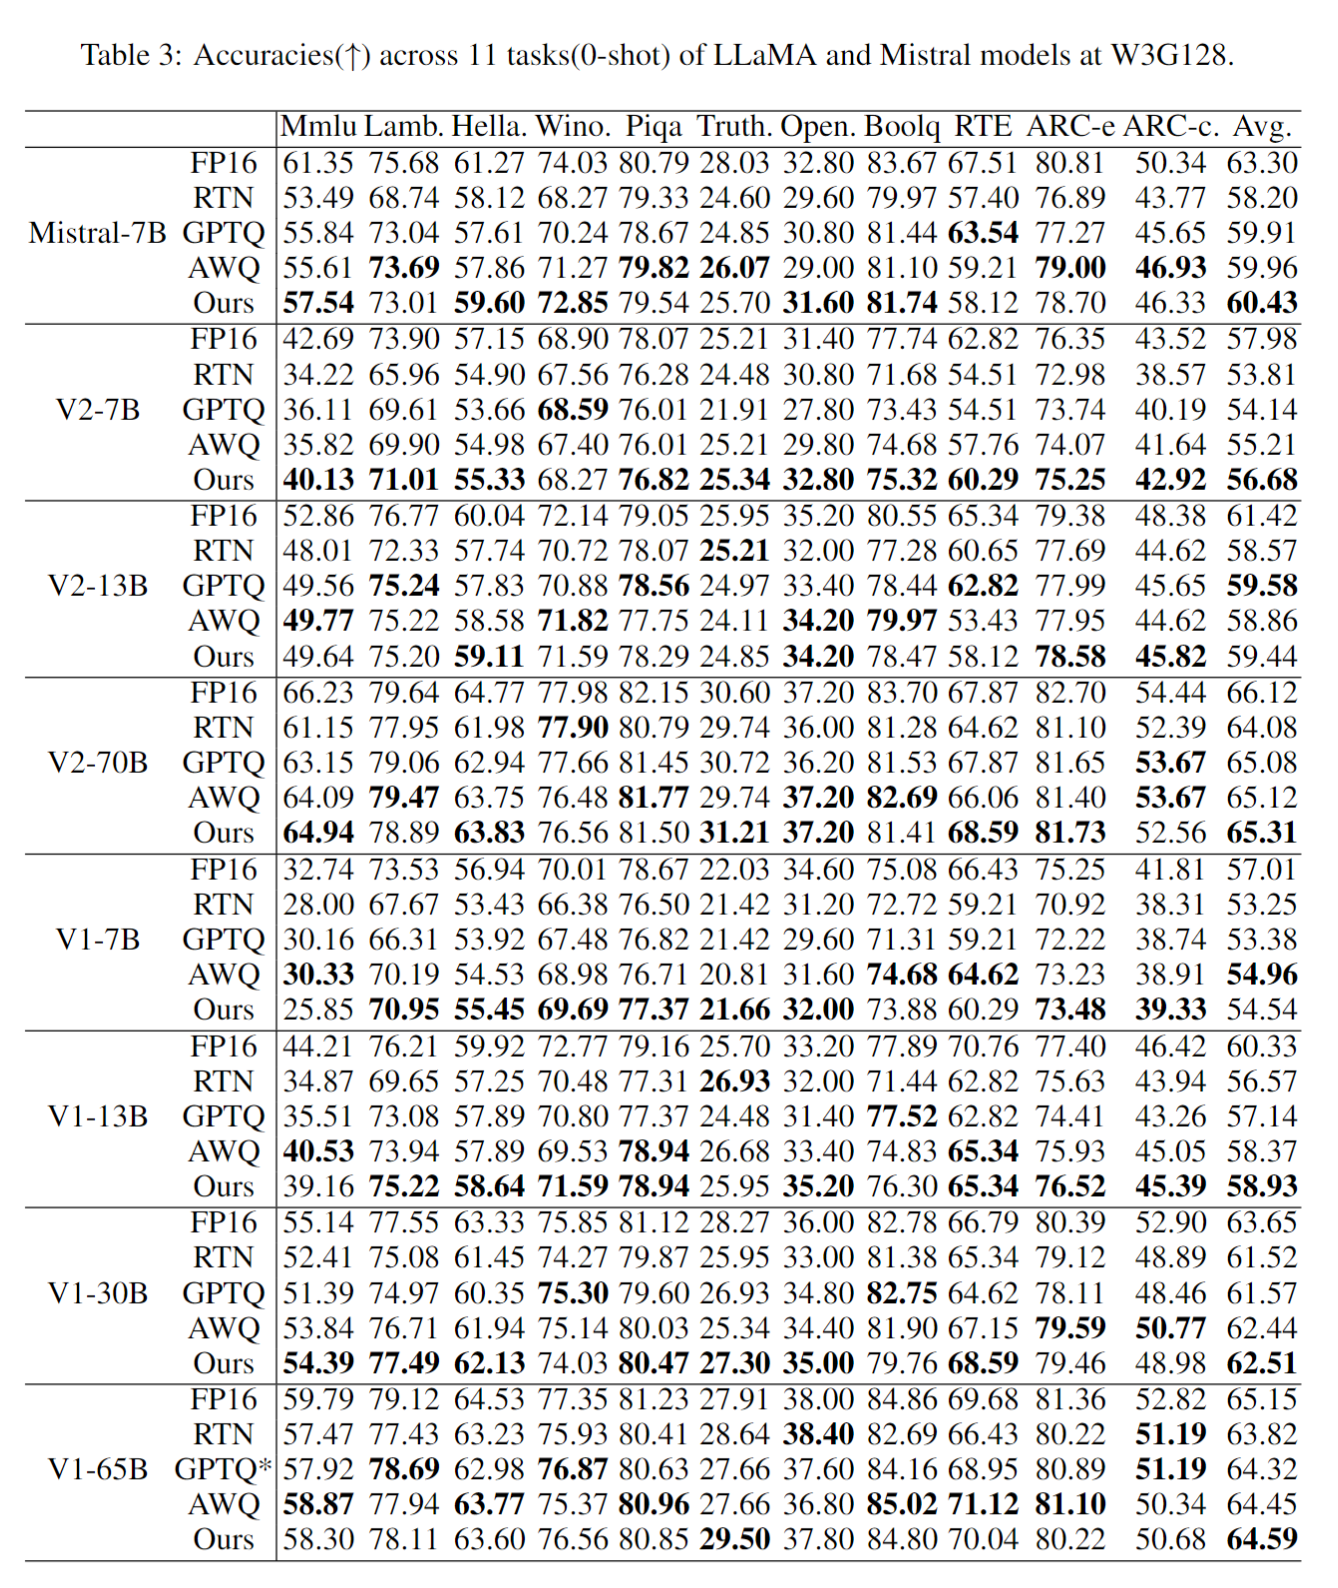 Table 3: Accuracies(↑) across 11 tasks(0-shot) of LLaMA and Mistral models at W3G128.
Mmlu Lamb. Hella. Wino. Piqa Truth. Open. Boolq RTE ARC-e ARC-c. Avg.
FP16 61.35 75.68 61.27 74.03 80.79 28.03 32.80 83.67 67.51 80.81 50.34 63.30
RTN 53.49 68.74 58.12 68.27 79.33 24.60 29.60 79.97 57.40 76.89 43.77 58.20
Mistral-7B GPTQ 55.84 73.04 57.61 70.24 78.67 24.85 30.80 81.44 63.54 77.27 45.65 59.91
AWQ 55.61 73.69 57.86 71.27 79.82 26.07 29.00 81.10 59.21 79.00 46.93 59.96
Ours 57.54 73.01 59.60 72.85 79.54 25.70 31.60 81.74 58.12 78.70 46.33 60.43
FP16 42.69 73.90 57.15 68.90 78.07 25.21 31.40 77.74 62.82 76.35 43.52 57.98
RTN 34.22 65.96 54.90 67.56 76.28 24.48 30.80 71.68 54.51 72.98 38.57 53.81
V2-7B GPTQ 36.11 69.61 53.66 68.59 76.01 21.91 27.80 73.43 54.51 73.74 40.19 54.14
AWQ 35.82 69.90 54.98 67.40 76.01 25.21 29.80 74.68 57.76 74.07 41.64 55.21
Ours 40.13 71.01 55.33 68.27 76.82 25.34 32.80 75.32 60.29 75.25 42.92 56.68
FP16 52.86 76.77 60.04 72.14 79.05 25.95 35.20 80.55 65.34 79.38 48.38 61.42
RTN 48.01 72.33 57.74 70.72 78.07 25.21 32.00 77.28 60.65 77.69 44.62 58.57
V2-13B GPTQ 49.56 75.24 57.83 70.88 78.56 24.97 33.40 78.44 62.82 77.99 45.65 59.58
AWQ 49.77 75.22 58.58 71.82 77.75 24.11 34.20 79.97 53.43 77.95 44.62 58.86
Ours 49.64 75.20 59.11 71.59 78.29 24.85 34.20 78.47 58.12 78.58 45.82 59.44
FP16 66.23 79.64 64.77 77.98 82.15 30.60 37.20 83.70 67.87 82.70 54.44 66.12
RTN 61.15 77.95 61.98 77.90 80.79 29.74 36.00 81.28 64.62 81.10 52.39 64.08
V2-70B GPTQ 63.15 79.06 62.94 77.66 81.45 30.72 36.20 81.53 67.87 81.65 53.67 65.08
AWQ 64.09 79.47 63.75 76.48 81.77 29.74 37.20 82.69 66.06 81.40 53.67 65.12
Ours 64.94 78.89 63.83 76.56 81.50 31.21 37.20 81.41 68.59 81.73 52.56 65.31
FP16 32.74 73.53 56.94 70.01 78.67 22.03 34.60 75.08 66.43 75.25 41.81 57.01
RTN 28.00 67.67 53.43 66.38 76.50 21.42 31.20 72.72 59.21 70.92 38.31 53.25
V1-7B GPTQ 30.16 66.31 53.92 67.48 76.82 21.42 29.60 71.31 59.21 72.22 38.74 53.38
AWQ 30.33 70.19 54.53 68.98 76.71 20.81 31.60 74.68 64.62 73.23 38.91 54.96
Ours 25.85 70.95 55.45 69.69 77.37 21.66 32.00 73.88 60.29 73.48 39.33 54.54
FP16 44.21 76.21 59.92 72.77 79.16 25.70 33.20 77.89 70.76 77.40 46.42 60.33
RTN 34.87 69.65 57.25 70.48 77.31 26.93 32.00 71.44 62.82 75.63 43.94 56.57
V1-13B GPTQ 35.51 73.08 57.89 70.80 77.37 24.48 31.40 77.52 62.82 74.41 43.26 57.14
AWQ 40.53 73.94 57.89 69.53 78.94 26.68 33.40 74.83 65.34 75.93 45.05 58.37
Ours 39.16 75.22 58.64 71.59 78.94 25.95 35.20 76.30 65.34 76.52 45.39 58.93
FP16 55.14 77.55 63.33 75.85 81.12 28.27 36.00 82.78 66.79 80.39 52.90 63.65
RTN 52.41 75.08 61.45 74.27 79.87 25.95 33.00 81.38 65.34 79.12 48.89 61.52
V1-30B GPTQ 51.39 74.97 60.35 75.30 79.60 26.93 34.80 82.75 64.62 78.11 48.46 61.57
AWQ 53.84 76.71 61.94 75.14 80.03 25.34 34.40 81.90 67.15 79.59 50.77 62.44
Ours 54.39 77.49 62.13 74.03 80.47 27.30 35.00 79.76 68.59 79.46 48.98 62.51
FP16 59.79 79.12 64.53 77.35 81.23 27.91 38.00 84.86 69.68 81.36 52.82 65.15
RTN 57.47 77.43 63.23 75.93 80.41 28.64 38.40 82.69 66.43 80.22 51.19 63.82
V1-65B GPTQ* 57.92 78.69 62.98 76.87 80.63 27.66 37.60 84.16 68.95 80.89 51.19 64.32
AWQ 58.87 77.94 63.77 75.37 80.96 27.66 36.80 85.02 71.12 81.10 50.34 64.45
Ours 58.30 78.11 63.60 76.56 80.85 29.50 37.80 84.80 70.04 80.22 50.68 64.59